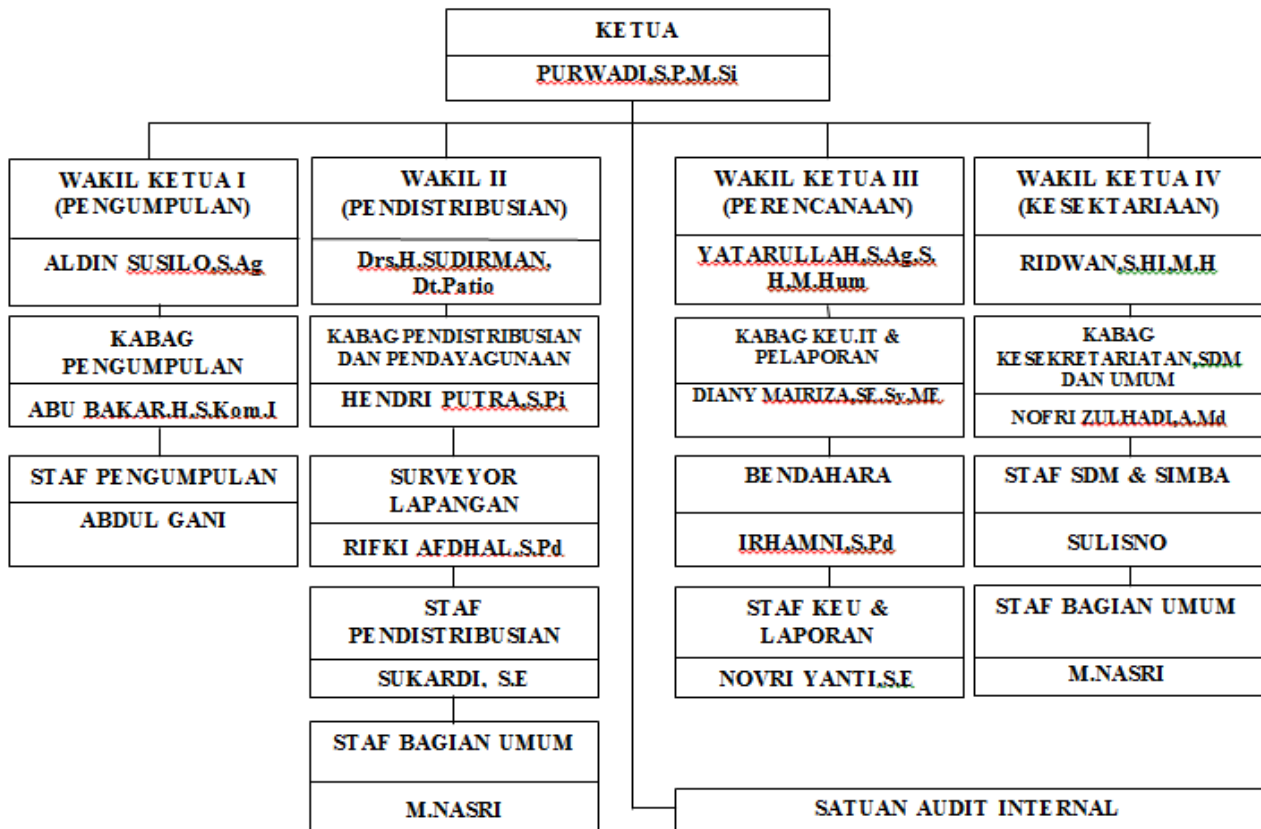 KETUA
PURWADI,S.P,M.Si
WAKIL KETUA I
(PENGUMPULAN)
ALDIN SUSILO,S.Ag
KABAG
PENGUMPULAN
ABU BAKAR.H,S.Kom.I
STAF PENGUMPULAN
ABDUL GANI
WAKIL II
(PENDISTRIBUSIAN)
Drs.H.SUDIRMAN,
Dt.Patio
KABAG PENDISTRIBUSIAN
DAN PENDAYAGUNAAN
HENDRI PUTRA,S.Pi
SURVEYOR
LAPANGAN
RIFKI AFDHAL,S.Pd
STAF
PENDISTRIBUSIAN
SUKARDI, S.E
STAF BAGIAN UMUM
M.NASRI
WAKIL KETUA III
(PERENCANAAN)
YATARULLAH,S.Ag,S.
H,M.Hum
KABAG KEU.IT &
PELAPORAN
DIANY MAIRIZA,SE.Sy,ME
BENDAHARA
IRHAMNI,S.Pd
STAF KEU &
LAPORAN
NOVRI YANTI,S.E
WAKIL KETUA IV
(KESEKTARIAAN)
RIDWAN,S.HI,M.H
KABAG
KESEKRETARIATAN,SDM
DAN UMUM
NOFRI ZULHADI,A.Md
STAF SDM & SIMBA
SULISNO
STAF BAGIAN UMUM
M.NASRI
SATUAN AUDIT INTERNAL